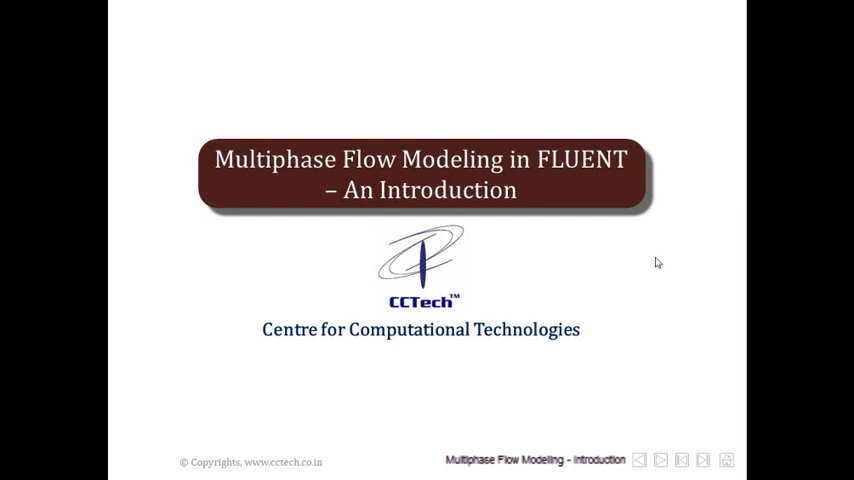 Multiphase Flow Modeling in FLUENT
– An Introduction
CCTech™
Centre for Computational Technologies
© Copyrights, www.cctech.co.in
Multiphase Flow Modeling - Introduction